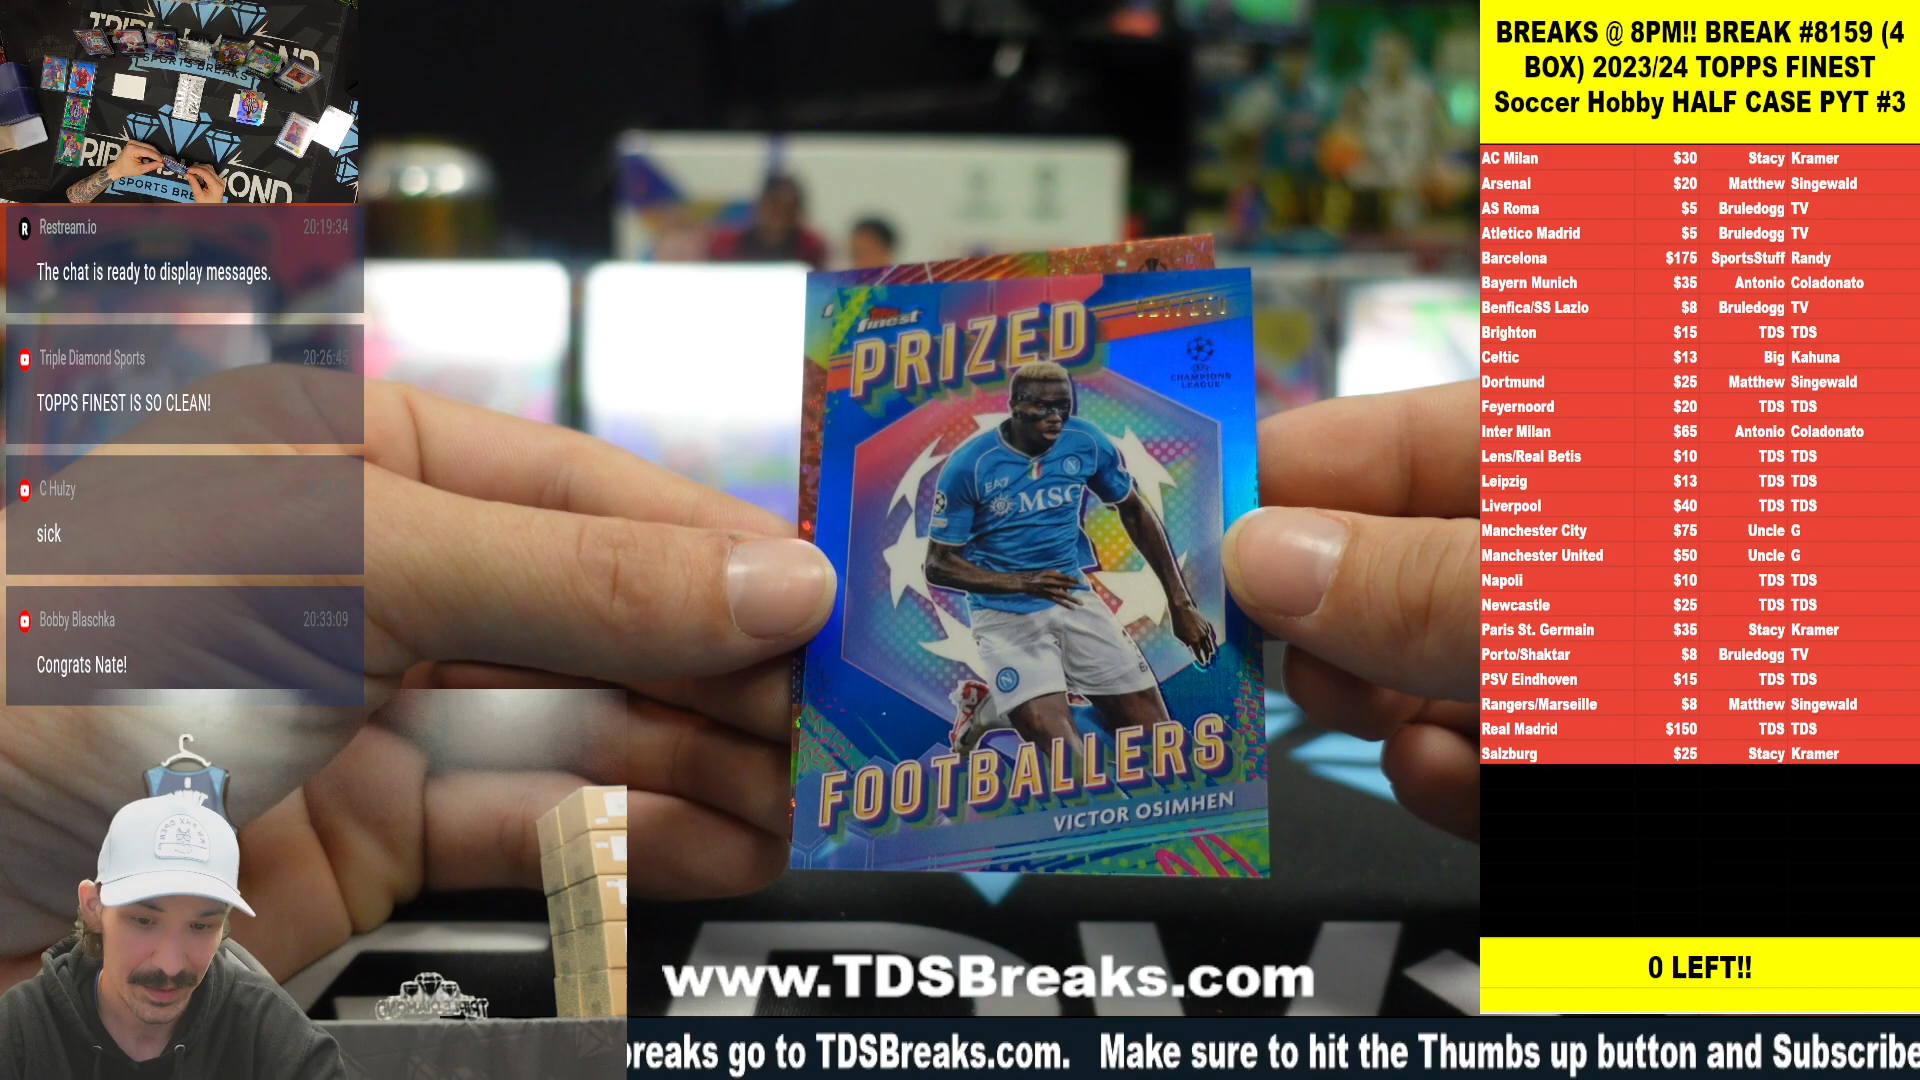 Restream.io 20:19:34
The chat is ready to display messages.
Triple Diamond Sports 20:26:45
TOPPS FINEST IS SO CLEAN!
C Hulzy
sick
Bobby Blaschka 20:33:09
Congrats Nate!
SPORTS BREAKS
SPORTS BRE
MOND
finest
PRIZED
CHAMPIONS
LEAGUE
EA7
MSC
N
FOOTBALLERS
VICTOR OSIMHEN
www.TDSBreaks.com
breaks go to TDSBreaks.com. Make sure to hit the Thumbs up button and Subscribe
BREAKS @ 8PM!! BREAK #8159 (4
BOX) 2023/24 TOPPS FINEST
Soccer Hobby HALF CASE PYT #3
AC Milan $30 Stacy Kramer
Arsenal $20 Matthew Singewald
AS Roma $5 Bruledogg TV
Atletico Madrid $5 Bruledogg TV
Barcelona $175 SportsStuff Randy
Bayern Munich $35 Antonio Coladonato
Benfica/SS Lazio $8 Bruledogg TV
Brighton $15 TDS TDS
Celtic $13 Big Kahuna
Dortmund $25 Matthew Singewald
Feyernoord $20 TDS TDS
Inter Milan $65 Antonio Coladonato
Lens/Real Betis $10 TDS TDS
Leipzig $13 TDS TDS
Liverpool $40 TDS TDS
Manchester City $75 Uncle G
Manchester United $50 Uncle G
Napoli $10 TDS TDS
Newcastle $25 TDS TDS
Paris St. Germain $35 Stacy Kramer
Porto/Shaktar $8 Bruledogg TV
PSV Eindhoven $15 TDS TDS
Rangers/Marseille $8 Matthew Singewald
Real Madrid $150 TDS TDS
Salzburg $25 Stacy Kramer
0 LEFT!!